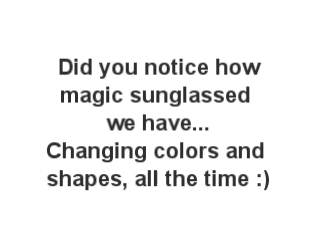 Did you notice how
magic sunglassed
we have...
Changing colors and
shapes, all the time :)